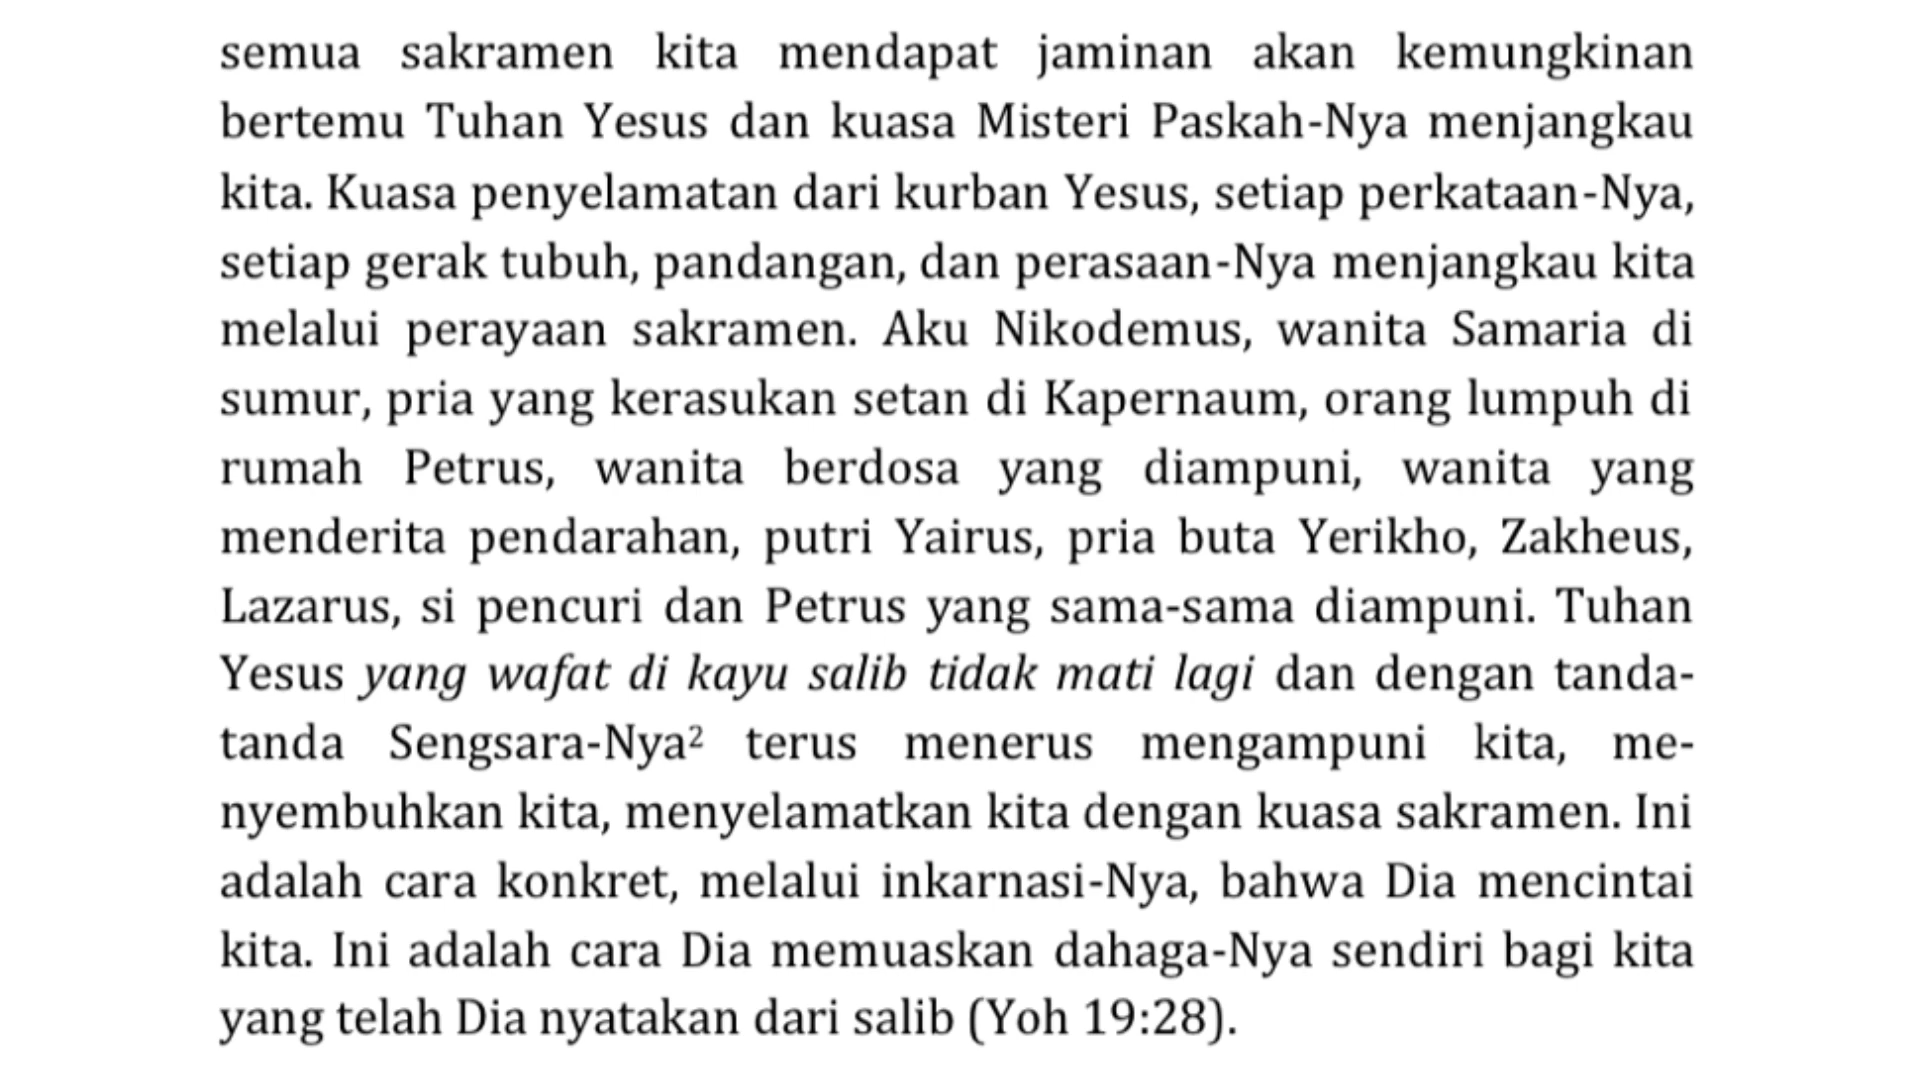 semua sakramen kita mendapat jaminan akan kemungkinan
bertemu Tuhan Yesus dan kuasa Misteri Paskah-Nya menjangkau
kita. Kuasa penyelamatan dari kurban Yesus, setiap perkataan-Nya,
setiap gerak tubuh, pandangan, dan perasaan-Nya menjangkau kita
melalui perayaan sakramen. Aku Nikodemus, wanita Samaria di
sumur, pria yang kerasukan setan di Kapernaum, orang lumpuh di
rumah Petrus, wanita berdosa yang diampuni, wanita yang
menderita pendarahan, putri Yairus, pria buta Yerikho, Zakheus,
Lazarus, si pencuri dan Petrus yang sama-sama diampuni. Tuhan
Yesus yang wafat di kayu salib tidak mati lagi dan dengan tanda-
tanda Sengsara-Nya² terus menerus mengampuni kita, me-
nyembuhkan kita, menyelamatkan kita dengan kuasa sakramen. Ini
adalah cara konkret, melalui inkarnasi-Nya, bahwa Dia mencintai
kita. Ini adalah cara Dia memuaskan dahaga-Nya sendiri bagi kita
yang telah Dia nyatakan dari salib (Yoh 19:28).